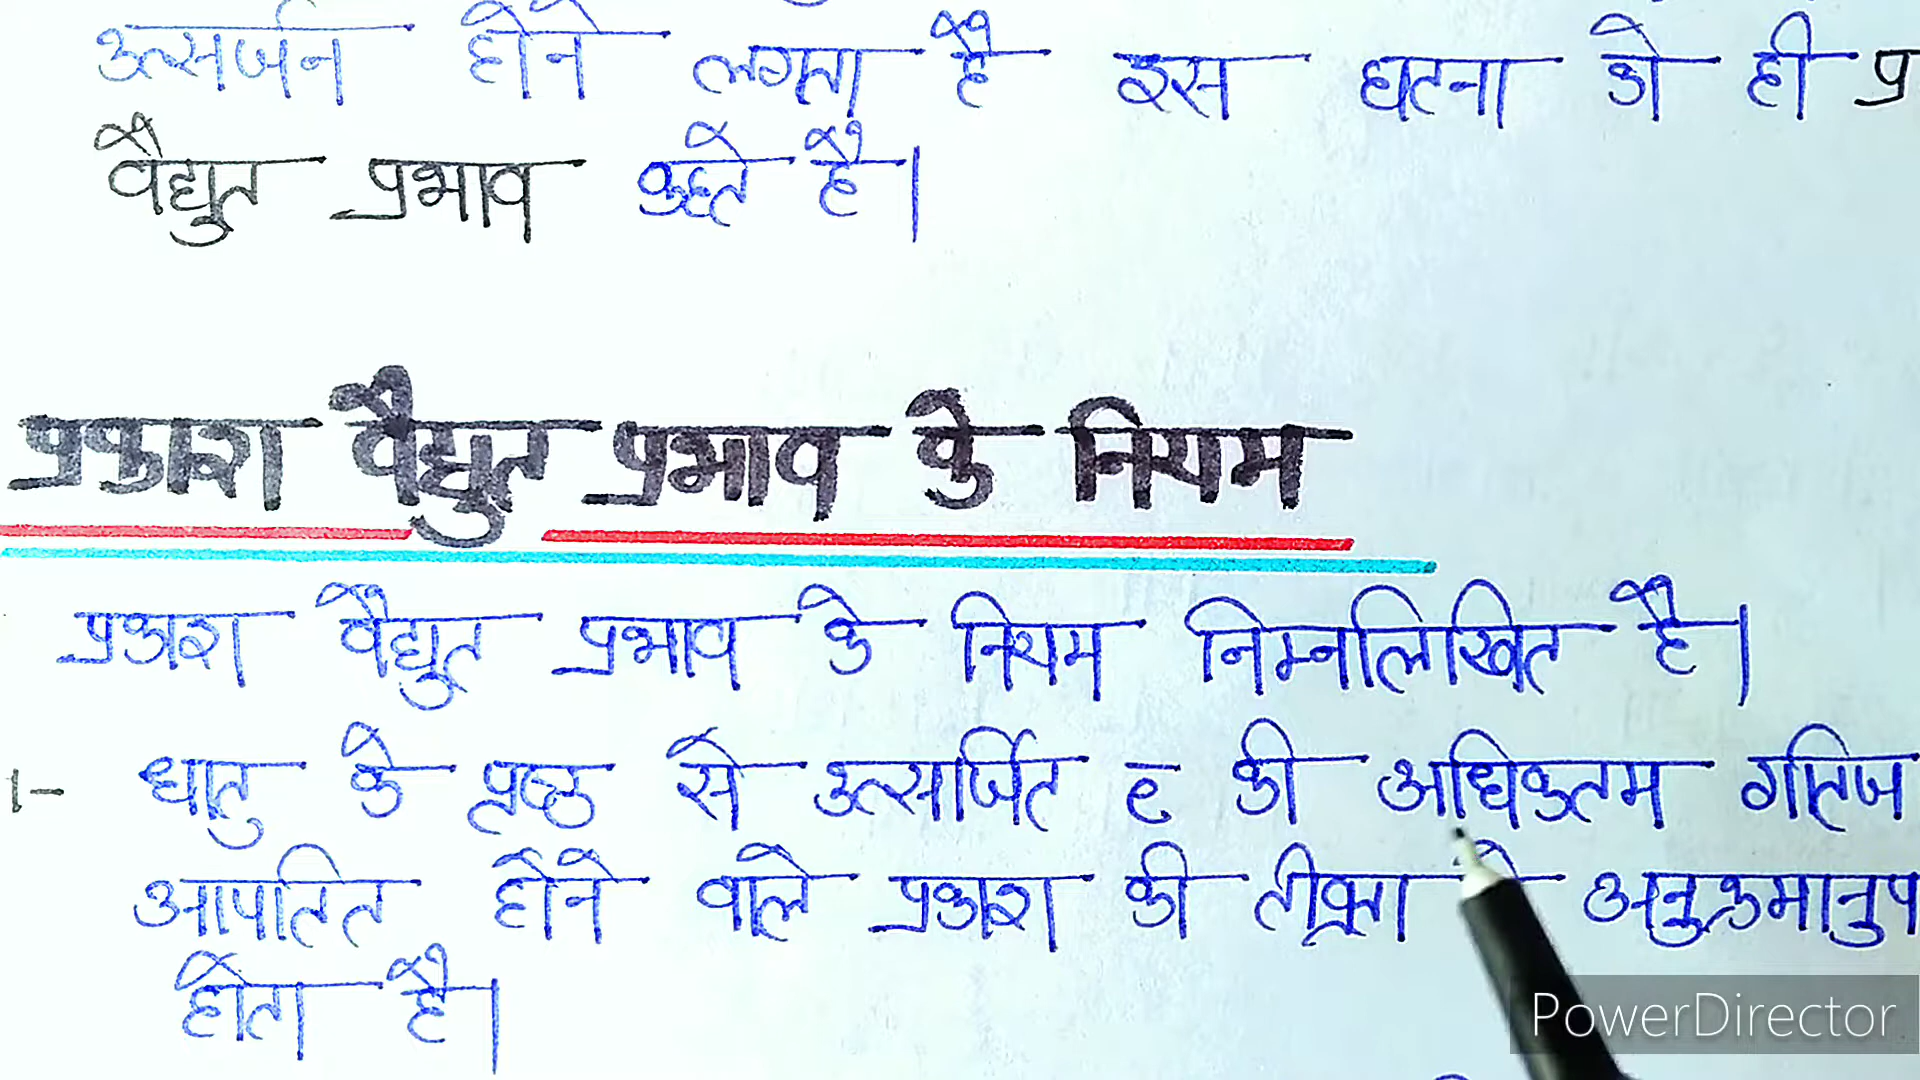 उत्सर्जन होने लगता है इस घटना को ही प्र
वैद्युत प्रभाव कहते है।
प्रकाश वैद्युत प्रभाव के नियम
प्रकाश वैद्युत प्रभाव के नियम निम्नलिखित है।
1- धातु के पृष्ठ से उत्सर्जित e की अधिकतम गतिज
आपतित होने वाले प्रकाश की तीव्रता के अनुक्रमानुप
होता है।
PowerDirector